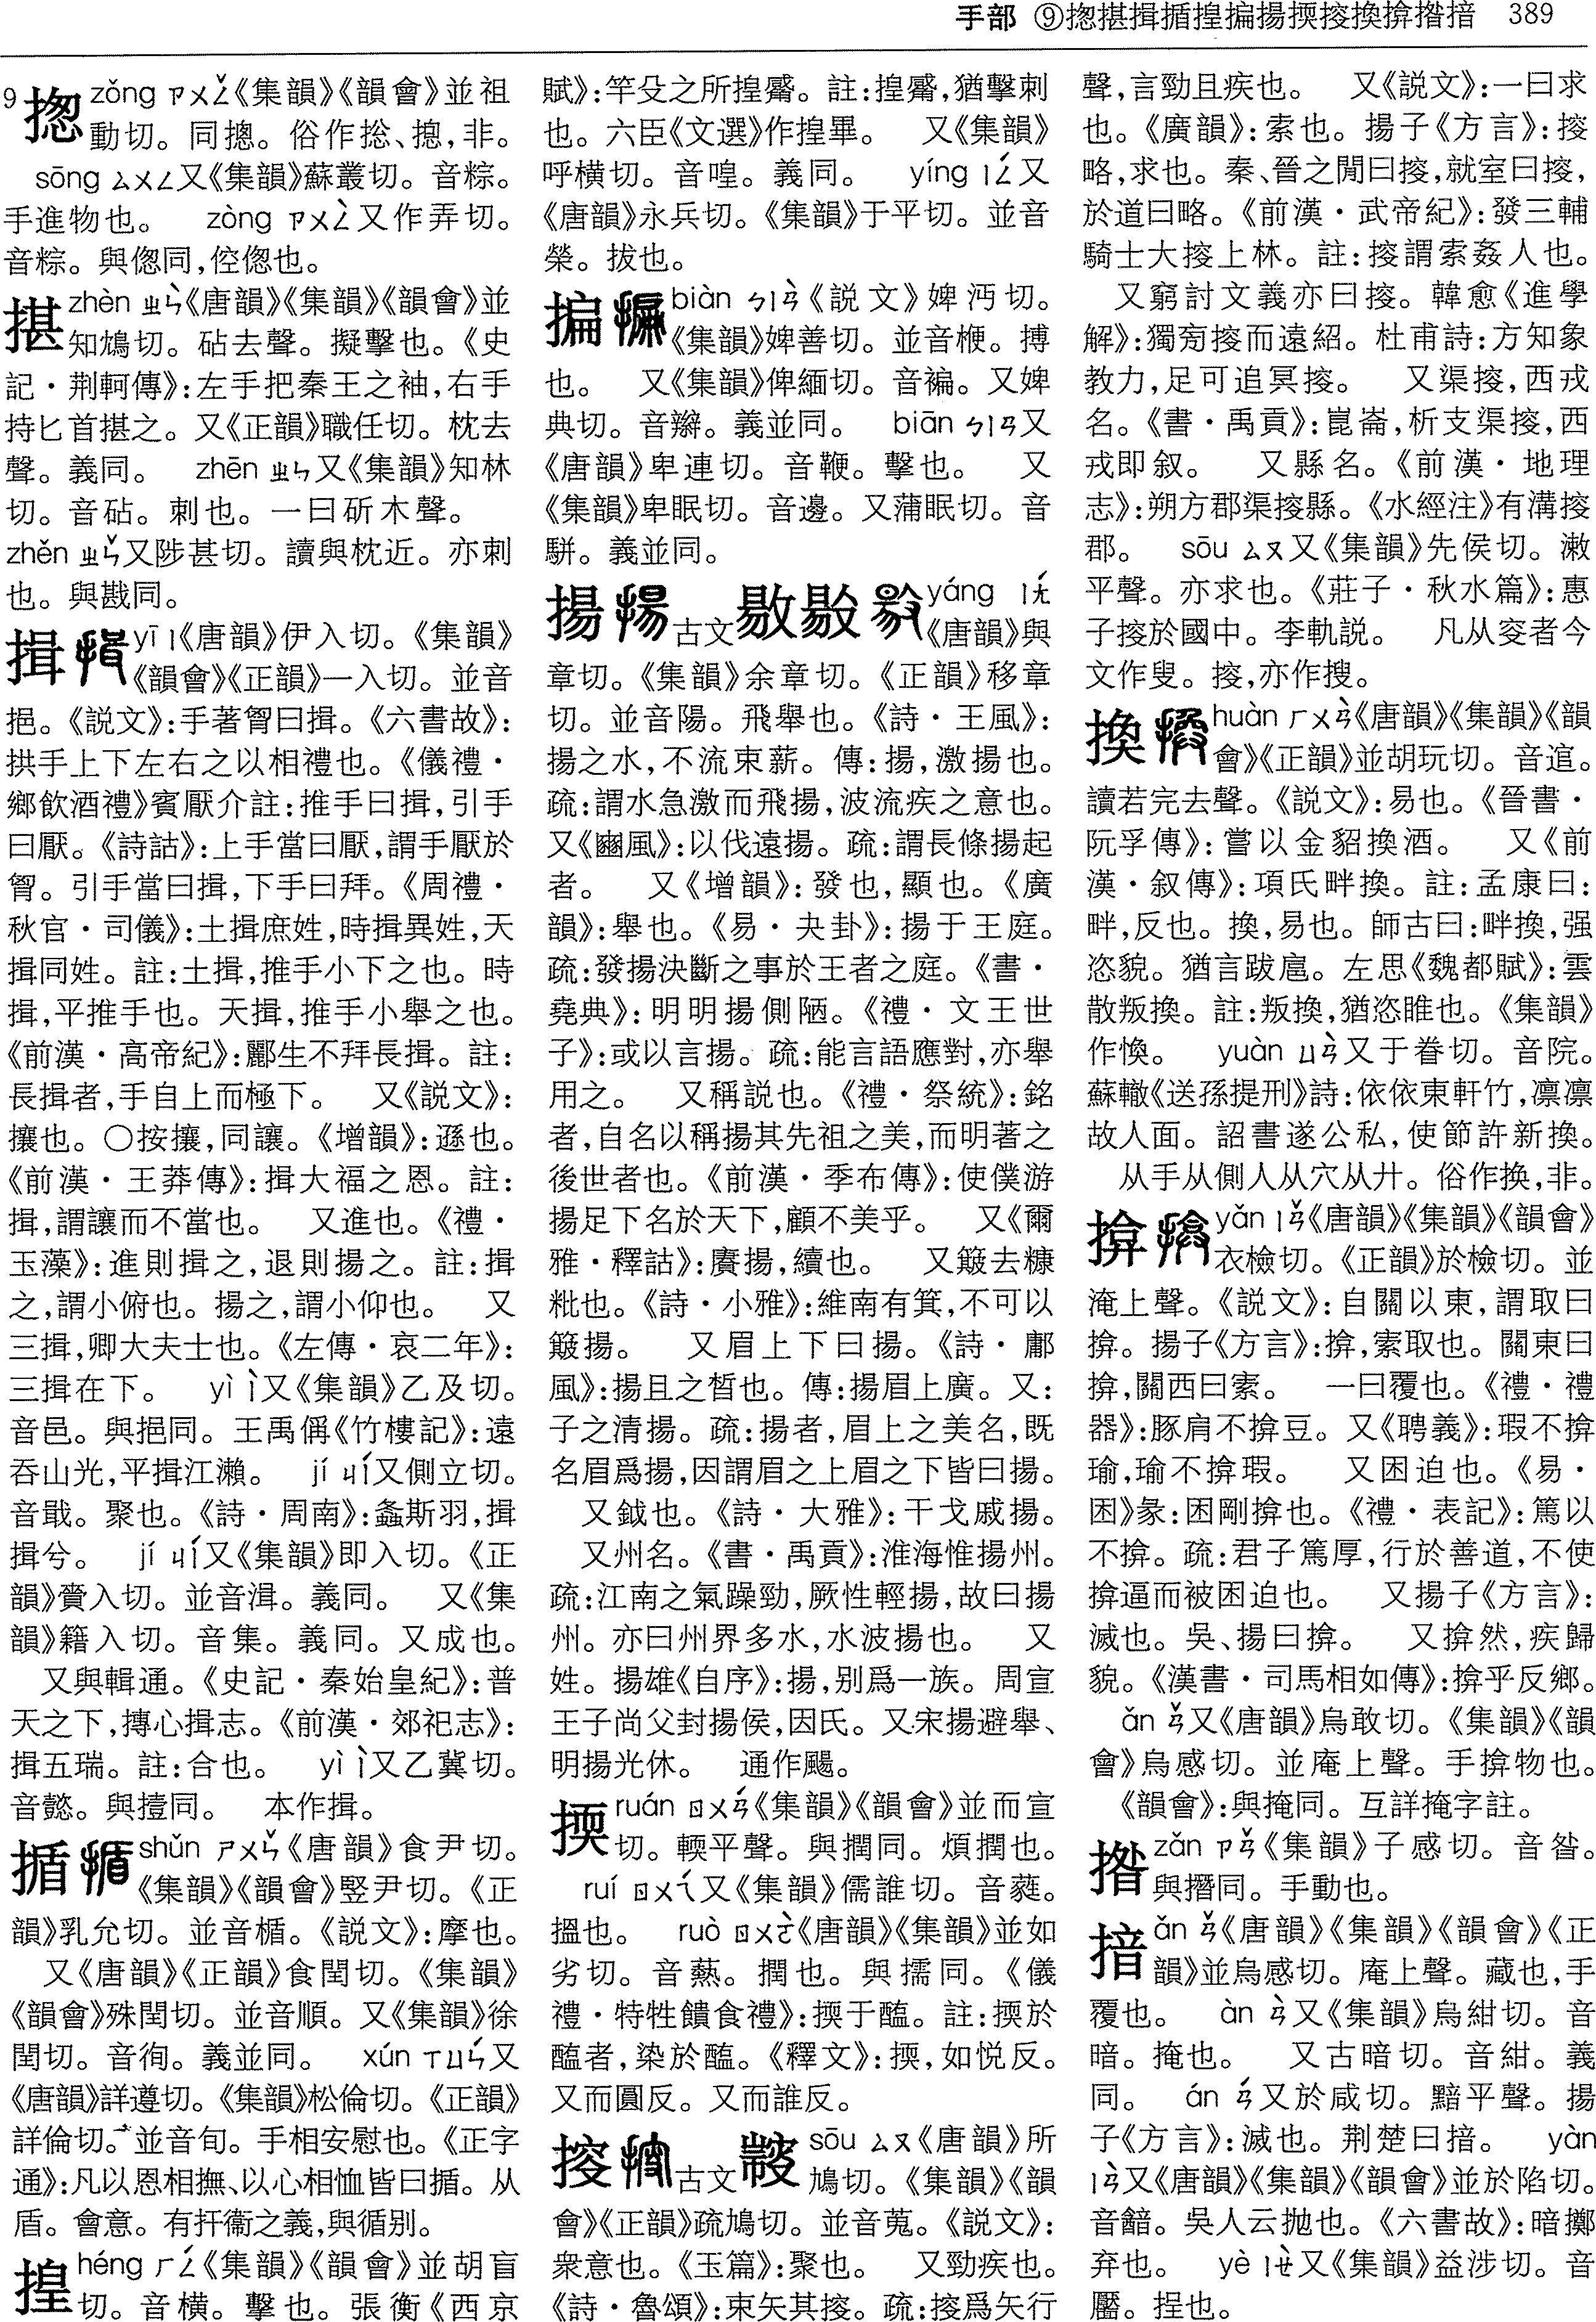 手部 ⑨揔揕揖揗揘揙揚㨎㨗換揜撍揞 389
9 揔 zǒng ㄗㄨㄥˇ《集韻》《韻會》並祖
動切。同摠。俗作捴、揔,非。
sōng ㄙㄨㄥ又《集韻》蘇叢切。音㯶。
手進物也。 zòng ㄗㄨㄥˋ又作弄切。
音粽。與傯同,倥傯也。
揕 zhèn ㄓㄣˋ《唐韻》《集韻》《韻會》並
知鴆切。砧去聲。擬擊也。《史
記·荆軻傳》:左手把秦王之袖,右手
持匕首揕之。又《正韻》職任切。枕去
聲。義同。 zhēn ㄓㄣ又《集韻》知林
切。音砧。刺也。一曰斫木聲。
zhěn ㄓㄣˇ又陟甚切。讀與枕近。亦刺
也。與戡同。
揖 yī ㄧ《唐韻》伊入切。《集韻》
《韻會》《正韻》一入切。並音
挹。《説文》:手著胷曰揖。《六書故》:
拱手上下左右之以相禮也。《儀禮·
鄉飲酒禮》賓厭介註:推手曰揖,引手
曰厭。《詩詁》:上手當曰厭,謂手厭於
胷。引手當曰揖,下手曰拜。《周禮·
秋官·司儀》:土揖庶姓,時揖異姓,天
揖同姓。註:土揖,推手小下之也。時
揖,平推手也。天揖,推手小舉之也。
《前漢·高帝紀》:酈生不拜長揖。註:
長揖者,手自上而極下。 又《説文》:
攘也。○按攘,同讓。《增韻》:遜也。
《前漢·王莽傳》:揖大福之恩。註:
揖,謂讓而不當也。 又進也。《禮·
玉藻》:進則揖之,退則揚之。註:揖
之,謂小俯也。揚之,謂小仰也。 又
三揖,卿大夫士也。《左傳·哀二年》:
三揖在下。 yì ㄧˋ又《集韻》乙及切。
音邑。與挹同。王禹偁《竹樓記》:遠
吞山光,平揖江瀨。 jí ㄐㄧˊ又側立切。
音戢。聚也。《詩·周南》:螽斯羽,揖
揖兮。 jí ㄐㄧˊ又《集韻》即入切。《正
韻》賷入切。並音湒。義同。 又《集
韻》籍入切。音集。義同。又成也。
又與輯通。《史記·秦始皇紀》:普
天之下,摶心揖志。《前漢·郊祀志》:
揖五瑞。註:合也。 yì ㄧˋ又乙冀切。
音懿。與撎同。 本作揖。
揗 shǔn ㄕㄨㄣˇ《唐韻》食尹切。
《集韻》《韻會》竪尹切。《正
韻》乳允切。並音楯。《説文》:摩也。
又《唐韻》《正韻》食閏切。《集韻》
《韻會》殊閏切。並音順。又《集韻》徐
閏切。音徇。義並同。 xún ㄒㄩㄣˊ又
《唐韻》詳遵切。《集韻》松倫切。《正韻》
詳倫切。並音旬。手相安慰也。《正字
通》:凡以恩相撫、以心相恤皆曰揗。从
盾。會意。有扞衞之義,與循别。
揘 héng ㄏㄥˊ《集韻》《韻會》並胡盲
切。音横。擊也。張衡《西京
賦》:竿殳之所揘觱。註:揘觱,猶擊刺
也。六臣《文選》作揘畢。 又《集韻》
呼横切。音喤。義同。 yíng ㄧㄥˊ又
《唐韻》永兵切。《集韻》于平切。並音
榮。拔也。
揙 biàn ㄅㄧㄢˋ《説文》婢沔切。
《集韻》婢善切。並音楩。搏
也。 又《集韻》俾緬切。音褊。又婢
典切。音辮。義並同。 biān ㄅㄧㄢ又
《唐韻》卑連切。音鞭。擊也。 又
《集韻》卑眠切。音邊。又蒲眠切。音
駢。義並同。
揚 古文 敭 yáng ㄧㄤˊ
《唐韻》與
章切。《集韻》余章切。《正韻》移章
切。並音陽。飛舉也。《詩·王風》:
揚之水,不流束薪。傳:揚,激揚也。
疏:謂水急激而飛揚,波流疾之意也。
又《豳風》:以伐遠揚。疏:謂長條揚起
者。 又《增韻》:發也,顯也。《廣
韻》:舉也。《易·夬卦》:揚于王庭。
疏:發揚決斷之事於王者之庭。《書·
堯典》:明明揚側陋。《禮·文王世
子》:或以言揚。疏:能言語應對,亦舉
用之。 又稱説也。《禮·祭統》:銘
者,自名以稱揚其先祖之美,而明著之
後世者也。《前漢·季布傳》:使僕游
揚足下名於天下,顧不美乎。 又《爾
雅·釋詁》:賡揚,續也。 又簸去糠
粃也。《詩·小雅》:維南有箕,不可以
簸揚。 又眉上下曰揚。《詩·鄘
風》:揚且之皙也。傳:揚眉上廣。又:
子之清揚。疏:揚者,眉上之美名,既
名眉爲揚,因謂眉之上眉之下皆曰揚。
又鉞也。《詩·大雅》:干戈戚揚。
又州名。《書·禹貢》:淮海惟揚州。
疏:江南之氣躁勁,厥性輕揚,故曰揚
州。亦曰州界多水,水波揚也。 又
姓。揚雄《自序》:揚,别爲一族。周宣
王子尚父封揚侯,因氏。又宋揚避舉、
明揚光休。 通作颺。
㨎 ruán ㄖㄨㄢˊ《集韻》《韻會》並而宣
切。輭平聲。與撋同。煩撋也。
ruí ㄖㄨㄟˊ又《集韻》儒誰切。音蕤。
搵也。 ruò ㄖㄨㄛˋ《唐韻》《集韻》並如
劣切。音爇。撋也。與擩同。《儀
禮·特牲饋食禮》:㨎于醢。註:㨎於
醢者,染於醢。《釋文》:㨎,如悦反。
又而圓反。又而誰反。
㮴 古文 sōu ㄙㄡ《唐韻》所
鳩切。《集韻》《韻
會》《正韻》疏鳩切。並音蒐。《説文》:
衆意也。《玉篇》:聚也。 又勁疾也。
《詩·魯頌》:束矢其搜。疏:搜爲矢行
聲,言勁且疾也。 又《説文》:一曰求
也。《廣韻》:索也。揚子《方言》:搜
略,求也。秦、晉之閒曰搜,就室曰搜,
於道曰略。《前漢·武帝紀》:發三輔
騎士大搜上林。註:搜謂索姦人也。
又窮討文義亦曰搜。韓愈《進學
解》:獨旁搜而遠紹。杜甫詩:方知象
教力,足可追冥搜。 又渠搜,西戎
名。《書·禹貢》:崑崙,析支渠搜,西
戎即叙。 又縣名。《前漢·地理
志》:朔方郡渠搜縣。《水經注》有溝搜
郡。 sōu ㄙㄡ又《集韻》先侯切。漱
平聲。亦求也。《莊子·秋水篇》:惠
子搜於國中。李軌説。 凡从叜者今
文作叟。㮴,亦作搜。
換 huàn ㄏㄨㄢˋ《唐韻》《集韻》《韻
會》《正韻》並胡玩切。音逭。
讀若完去聲。《説文》:易也。《晉書·
阮孚傳》:嘗以金貂換酒。 又《前
漢·叙傳》:項氏畔換。註:孟康曰:
畔,反也。換,易也。師古曰:畔換,强
恣貌。猶言跋扈。左思《魏都賦》:雲
散叛換。註:叛換,猶恣睢也。《集韻》
作愌。 yuàn ㄩㄢˋ又于眷切。音院。
蘇轍《送孫提刑》詩:依依東軒竹,凛凛
故人面。詔書遂公私,使節許新換。
从手从側人从穴从廾。俗作换,非。
揜 yǎn ㄧㄢˇ《唐韻》《集韻》《韻會》
衣檢切。《正韻》於檢切。並
淹上聲。《説文》:自關以東,謂取曰
揜。揚子《方言》:揜,索取也。關東曰
揜,關西曰索。 一曰覆也。《禮·禮
器》:豚肩不揜豆。又《聘義》:瑕不揜
瑜,瑜不揜瑕。 又困迫也。《易·
困》彖:困剛揜也。《禮·表記》:篤以
不揜。疏:君子篤厚,行於善道,不使
揜逼而被困迫也。 又揚子《方言》:
滅也。吳、揚曰揜。 又揜然,疾歸
貌。《漢書·司馬相如傳》:揜乎反鄉。
ǎn ㄢˇ又《唐韻》烏敢切。《集韻》《韻
會》烏感切。並庵上聲。手揜物也。
《韻會》:與掩同。互詳掩字註。
zǎn ㄗㄢˇ《集韻》子感切。音昝。
與撍同。手動也。
揞 ǎn ㄢˇ《唐韻》《集韻》《韻會》《正
韻》並烏感切。庵上聲。藏也,手
覆也。 àn ㄢˋ又《集韻》烏紺切。音
暗。掩也。 又古暗切。音紺。義
同。 án ㄢˊ又於咸切。黯平聲。揚
子《方言》:滅也。荆楚曰揞。 yàn
ㄧㄢˋ又《唐韻》《集韻》《韻會》並於陷切。
音韽。吳人云抛也。《六書故》:暗擲
弃也。 yè ㄧㄝˋ又《集韻》益涉切。音
靨。揑也。